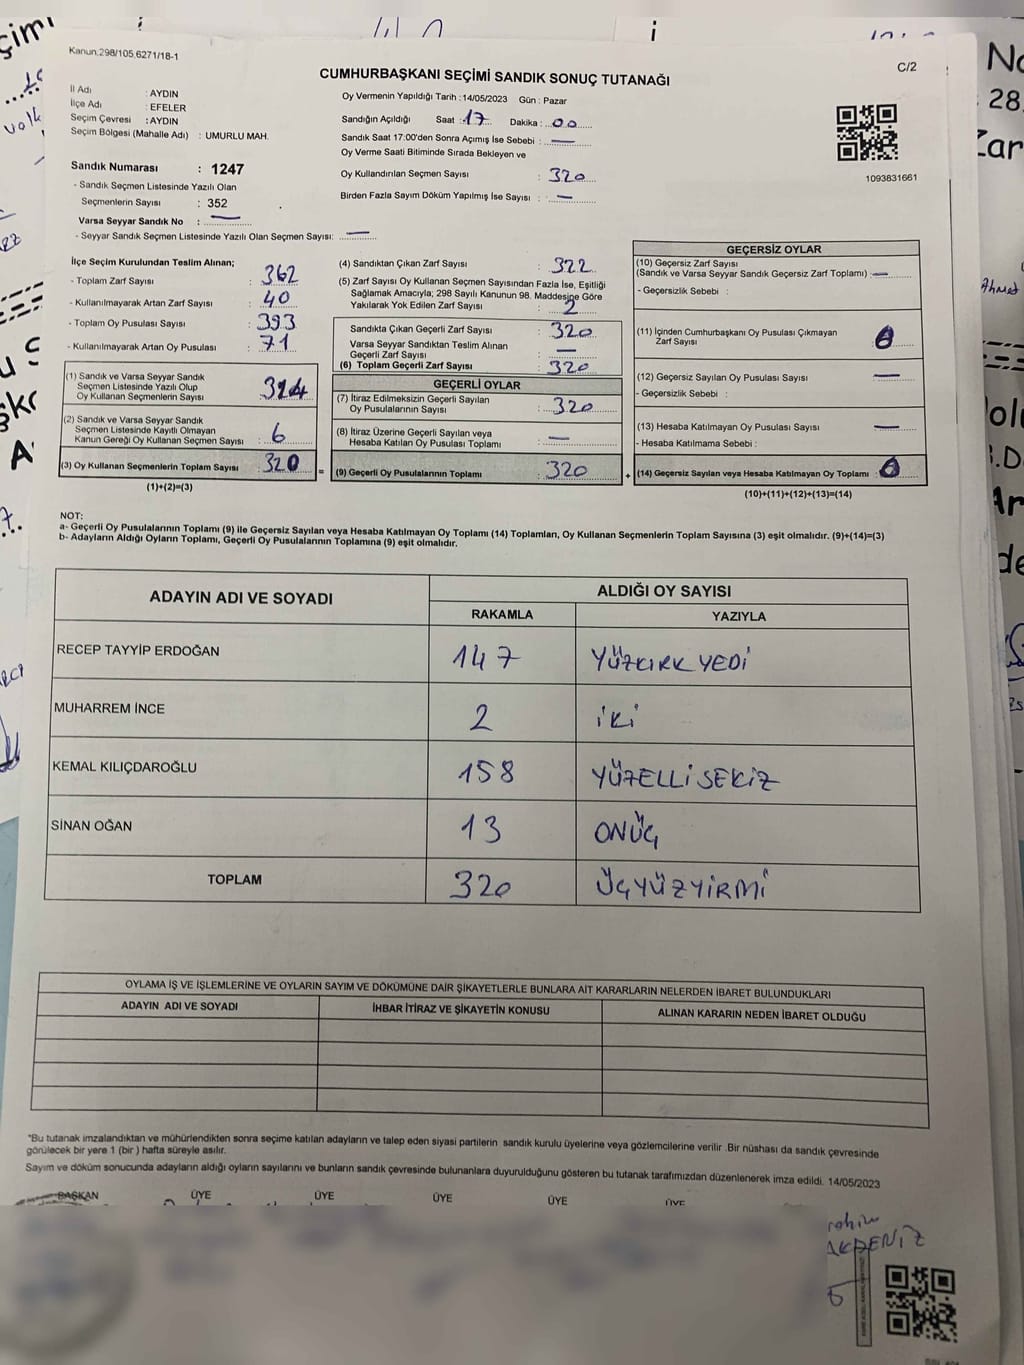 Kanun,298/105,6271/18-1
C/2
CUMHURBAŞKANI SEÇİMİ SANDIK SONUÇ TUTANAĞI
İl Adı : AYDIN
İlçe Adı : EFELER
Seçim Çevresi : AYDIN
Seçim Bölgesi (Mahalle Adı) : UMURLU MAH.
Sandık Numarası : 1247
- Sandık Seçmen Listesinde Yazılı Olan
Seçmenlerin Sayısı : 352
Varsa Seyyar Sandık No : —
- Seyyar Sandık Seçmen Listesinde Yazılı Olan Seçmen Sayısı: —
Oy Vermenin Yapıldığı Tarih : 14/05/2023 Gün : Pazar
Sandığın Açıldığı Saat : 17 Dakika : 00
Sandık Saat 17:00'den Sonra Açımış İse Sebebi : —
Oy Verme Saati Bitiminde Sırada Bekleyen ve
Oy Kullandırılan Seçmen Sayısı : 320
Birden Fazla Sayım Döküm Yapılmış İse Sayısı : —
1093831661
İlçe Seçim Kurulundan Teslim Alınan;
- Toplam Zarf Sayısı : 362
- Kullanılmayarak Artan Zarf Sayısı : 40
- Toplam Oy Pusulası Sayısı : 393
- Kullanılmayarak Artan Oy Pusulası : 71
(1) Sandık ve Varsa Seyyar Sandık
Seçmen Listesinde Yazılı Olup
Oy Kullanan Seçmenlerin Sayısı : 314
(2) Sandık ve Varsa Seyyar Sandık
Seçmen Listesinde Kayıtlı Olmayan
Kanun Gereği Oy Kullanan Seçmen Sayısı : 6
(3) Oy Kullanan Seçmenlerin Toplam Sayısı : 320
(1)+(2)=(3)
(4) Sandıktan Çıkan Zarf Sayısı : 322
(5) Zarf Sayısı Oy Kullanan Seçmen Sayısından Fazla İse, Eşitliği
Sağlamak Amacıyla; 298 Sayılı Kanunun 98. Maddesine Göre
Yakılarak Yok Edilen Zarf Sayısı : 2
Sandıkta Çıkan Geçerli Zarf Sayısı : 320
Varsa Seyyar Sandıktan Teslim Alınan
Geçerli Zarf Sayısı : —
(6) Toplam Geçerli Zarf Sayısı : 320
GEÇERLİ OYLAR
(7) İtiraz Edilmeksizin Geçerli Sayılan
Oy Pusulalarının Sayısı : 320
(8) İtiraz Üzerine Geçerli Sayılan veya
Hesaba Katılan Oy Pusulası Toplamı : —
= (9) Geçerli Oy Pusulalarının Toplamı : 320
GEÇERSİZ OYLAR
(10) Geçersiz Zarf Sayısı
(Sandık ve Varsa Seyyar Sandık Geçersiz Zarf Toplamı) : —
- Geçersizlik Sebebi :
(11) İçinden Cumhurbaşkanı Oy Pusulası Çıkmayan
Zarf Sayısı
(12) Geçersiz Sayılan Oy Pusulası Sayısı : —
- Geçersizlik Sebebi :
(13) Hesaba Katılmayan Oy Pusulası Sayısı : —
- Hesaba Katılmama Sebebi :
+ (14) Geçersiz Sayılan veya Hesaba Katılmayan Oy Toplamı :
(10)+(11)+(12)+(13)=(14)
NOT:
a- Geçerli Oy Pusulalarının Toplamı (9) ile Geçersiz Sayılan veya Hesaba Katılmayan Oy Toplamı (14) Toplamları, Oy Kullanan Seçmenlerin Toplam Sayısına (3) eşit olmalıdır. (9)+(14)=(3)
b- Adayların Aldığı Oyların Toplamı, Geçerli Oy Pusulalarının Toplamına (9) eşit olmalıdır.
ADAYIN ADI VE SOYADI
ALDIĞI OY SAYISI
RAKAMLA YAZIYLA
RECEP TAYYİP ERDOĞAN 147 YÜZKIRK YEDİ
MUHARREM İNCE 2 İKİ
KEMAL KILIÇDAROĞLU 158 YÜZELLİ SEKİZ
SİNAN OĞAN 13 ONÜÇ
TOPLAM 320 ÜÇYÜZYİRMİ
OYLAMA İŞ VE İŞLEMLERİNE VE OYLARIN SAYIM VE DÖKÜMÜNE DAİR ŞİKAYETLERLE BUNLARA AİT KARARLARIN NELERDEN İBARET BULUNDUKLARI
ADAYIN ADI VE SOYADI İHBAR İTİRAZ VE ŞİKAYETİN KONUSU ALINAN KARARIN NEDEN İBARET OLDUĞU
*Bu tutanak imzalandıktan ve mühürlendikten sonra seçime katılan adayların ve talep eden siyasi partilerin sandık kurulu üyelerine veya gözlemcilerine verilir .Bir nüshası da sandık çevresinde
görülecek bir yere 1 (bir ) hafta süreyle asılır.
Sayım ve döküm sonucunda adayların aldığı oyların sayılarını ve bunların sandık çevresinde bulunanlara duyurulduğunu gösteren bu tutanak tarafımızdan düzenlenerek imza edildi. 14/05/2023
BAŞKAN ÜYE ÜYE ÜYE ÜYE ÜYE
AKDENİZ